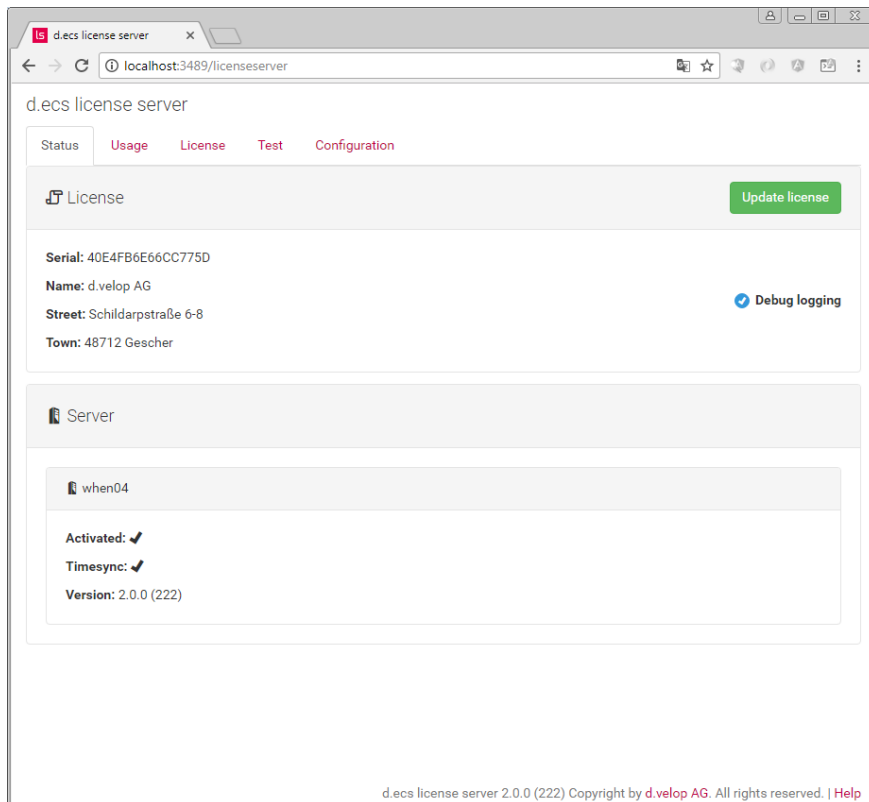 ls d.ecs license server
localhost:3489/licenseserver
d.ecs license server
Status Usage License Test Configuration
License Update license
Serial: 40E4FB6E66CC775D
Name: d.velop AG
Street: Schildarpstraße 6-8
Town: 48712 Gescher
Debug logging
Server
when04
Activated:
Timesync:
Version: 2.0.0 (222)
d.ecs license server 2.0.0 (222) Copyright by d.velop AG. All rights reserved. | Help